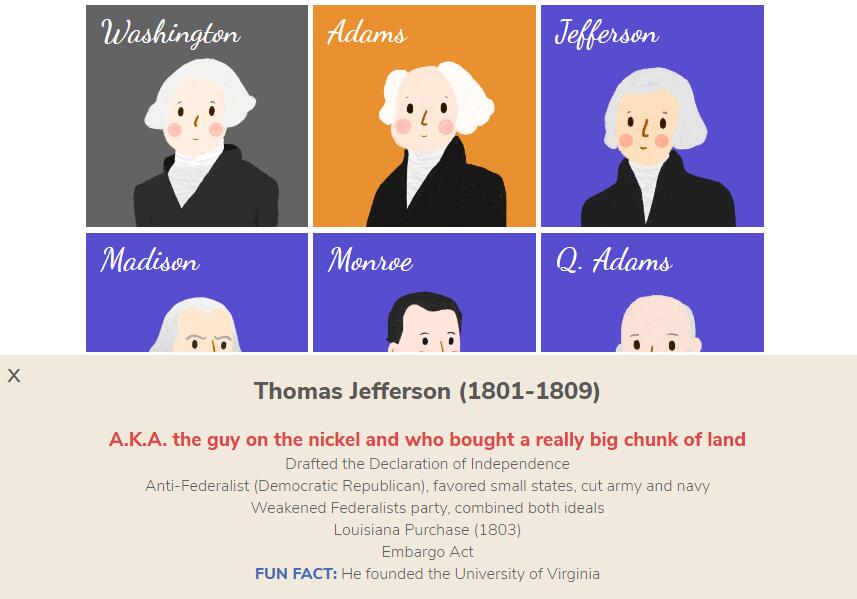 Washington
Adams
Jefferson
Madison
Monroe
Q. Adams
X
Thomas Jefferson (1801-1809)
A.K.A. the guy on the nickel and who bought a really big chunk of land
Drafted the Declaration of Independence
Anti-Federalist (Democratic Republican), favored small states, cut army and navy
Weakened Federalists party, combined both ideals
Louisiana Purchase (1803)
Embargo Act
FUN FACT: He founded the University of Virginia